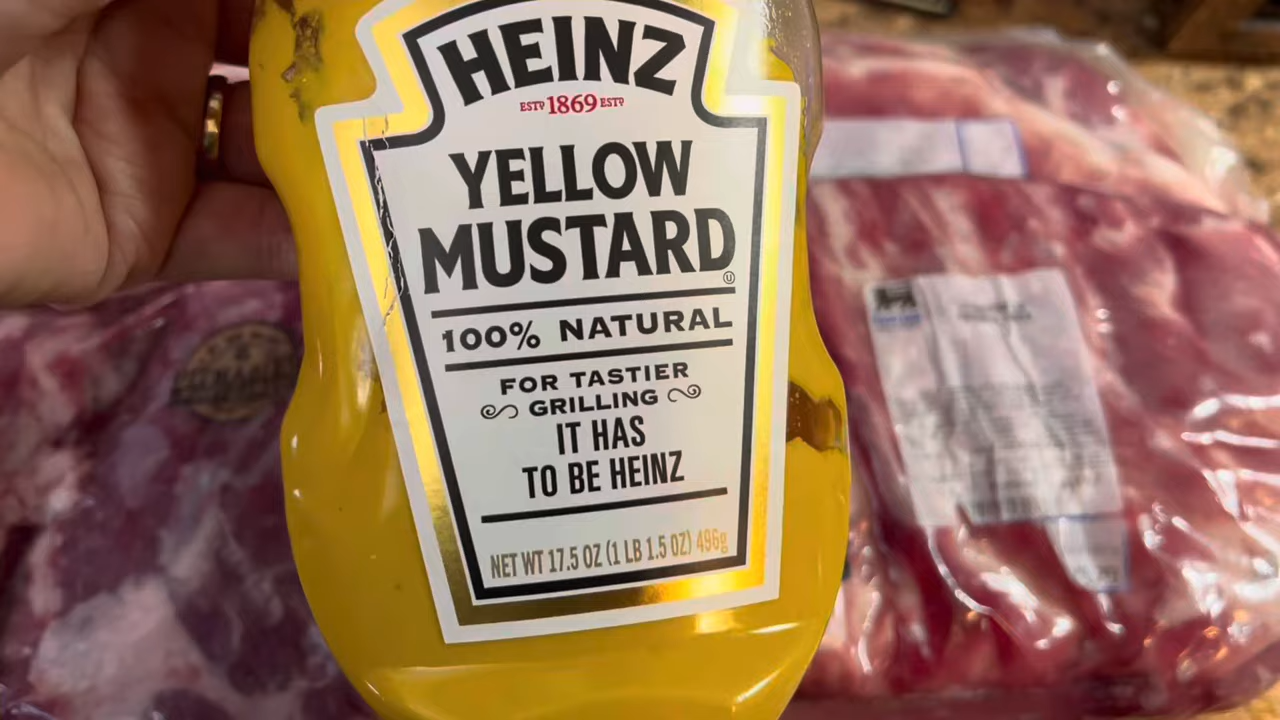 HEINZ
ESTD 1869 ESTD
YELLOW
MUSTARD
U
100% NATURAL
FOR TASTIER
GRILLING
IT HAS
TO BE HEINZ
NET WT 17.5 OZ (1 LB 1.5 OZ) 496g